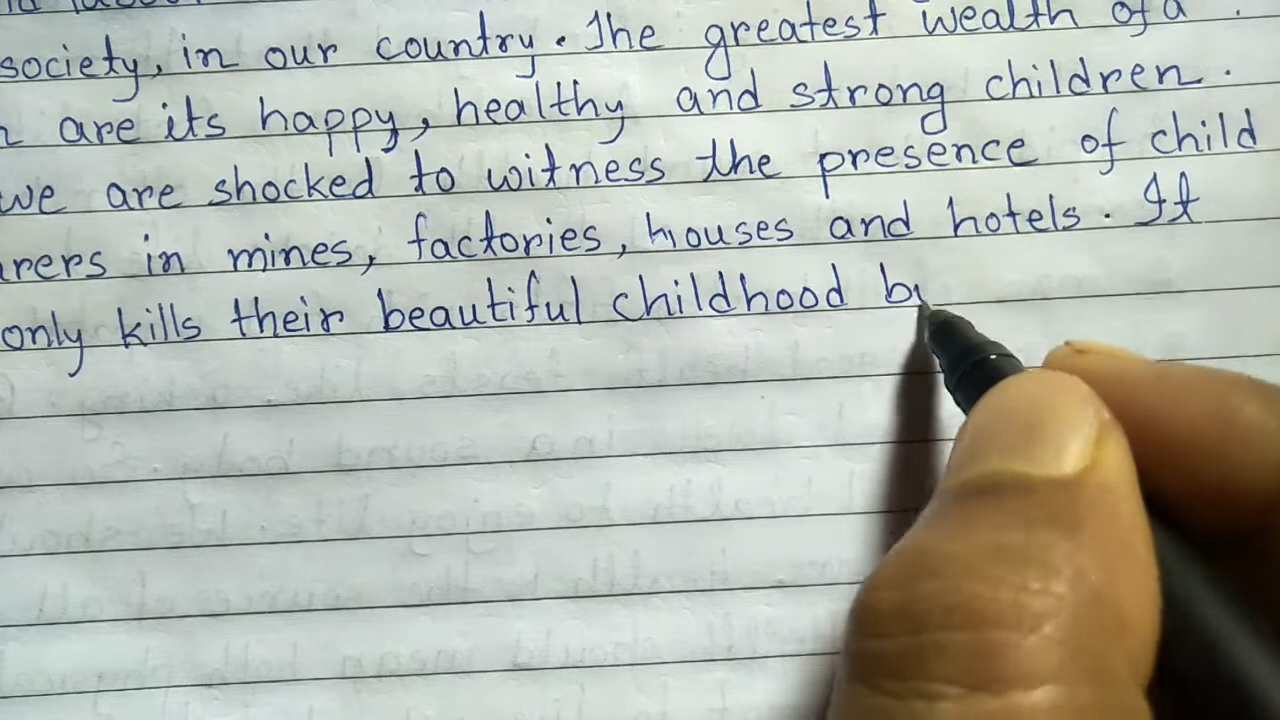 society, in our country. The greatest wealth of a
are its happy, healthy and strong children.
we are shocked to witness the presence of child
rers in mines, factories, houses and hotels. It
only kills their beautiful childhood bu